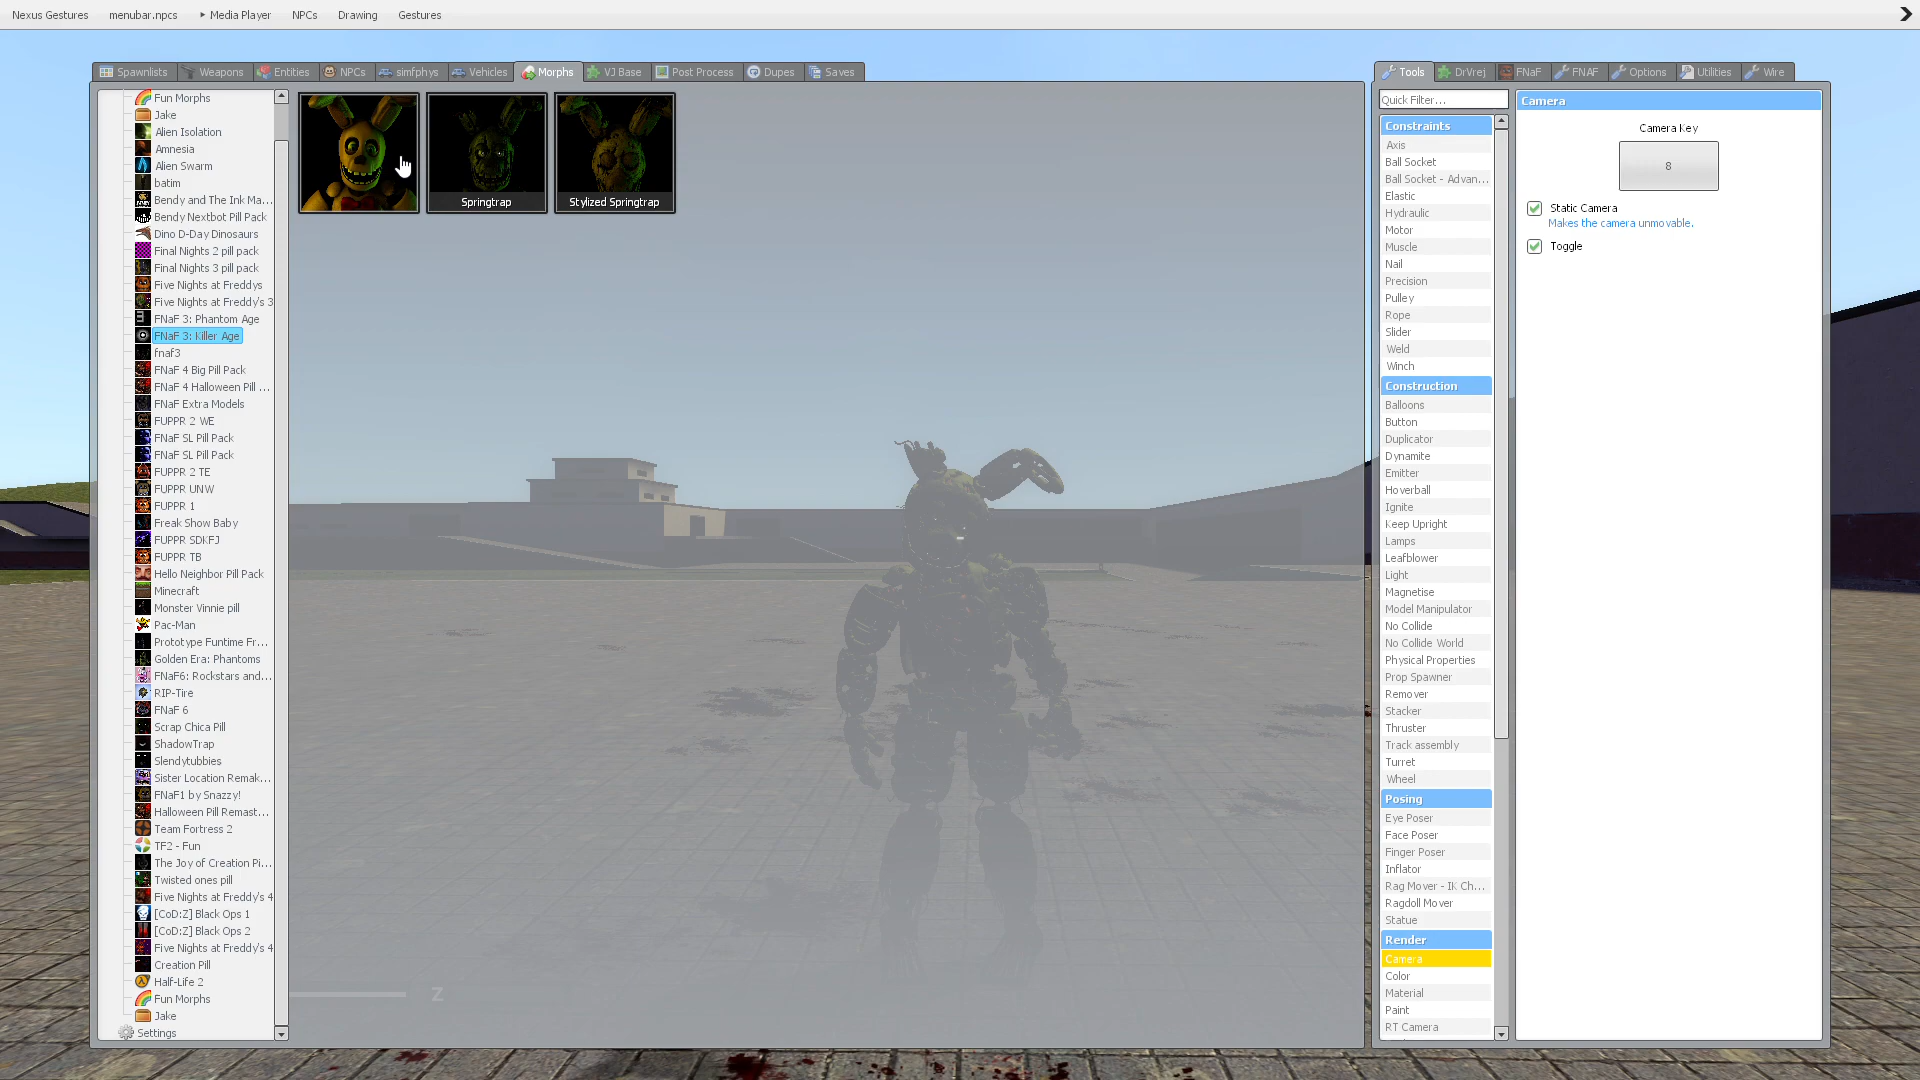 Nexus Gestures
menubar.npcs
Media Player
NPCs
Drawing
Gestures
Spawnlists
Weapons
Entities
NPCs
simfphys
Vehicles
Morphs
VJ Base
Post Process
Dupes
Saves
Fun Morphs
Jake
Alien Isolation
Amnesia
Alien Swarm
batim
Bendy and The Ink Ma...
Bendy Nextbot Pill Pack
Dino D-Day Dinosaurs
Final Nights 2 pill pack
Final Nights 3 pill pack
Five Nights at Freddys
Five Nights at Freddy's 3
FNaF 3: Phantom Age
FNaF 3: Killer Age
fnaf3
FNaF 4 Big Pill Pack
FNaF 4 Halloween Pill ...
FNaF Extra Models
FUPPR 2 WE
FNaF SL Pill Pack
FNaF SL Pill Pack
FUPPR 2 TE
FUPPR UNW
FUPPR 1
Freak Show Baby
FUPPR SDKFJ
FUPPR TB
Hello Neighbor Pill Pack
Minecraft
Monster Vinnie pill
Pac-Man
Prototype Funtime Fr...
Golden Era: Phantoms
FNaF6: Rockstars and...
RIP-Tire
FNaF 6
Scrap Chica Pill
ShadowTrap
Slendytubbies
Sister Location Remak...
FNaF1 by Snazzy!
Halloween Pill Remast...
Team Fortress 2
TF2 - Fun
The Joy of Creation Pi...
Twisted ones pill
Five Nights at Freddy's 4
[CoD:Z] Black Ops 1
[CoD:Z] Black Ops 2
Five Nights at Freddy's 4
Creation Pill
Half-Life 2
Fun Morphs
Jake
Settings
Springtrap
Stylized Springtrap
Z
Tools
DrVrej
FNaF
FNAF
Options
Utilities
Wire
Quick Filter...
Constraints
Axis
Ball Socket
Ball Socket - Advan...
Elastic
Hydraulic
Motor
Muscle
Nail
Precision
Pulley
Rope
Slider
Weld
Winch
Construction
Balloons
Button
Duplicator
Dynamite
Emitter
Hoverball
Ignite
Keep Upright
Lamps
Leafblower
Light
Magnetise
Model Manipulator
No Collide
No Collide World
Physical Properties
Prop Spawner
Remover
Stacker
Thruster
Track assembly
Turret
Wheel
Posing
Eye Poser
Face Poser
Finger Poser
Inflator
Rag Mover - IK Ch...
Ragdoll Mover
Statue
Render
Camera
Color
Material
Paint
RT Camera
Camera
Camera Key
8
Static Camera
Makes the camera unmovable.
Toggle